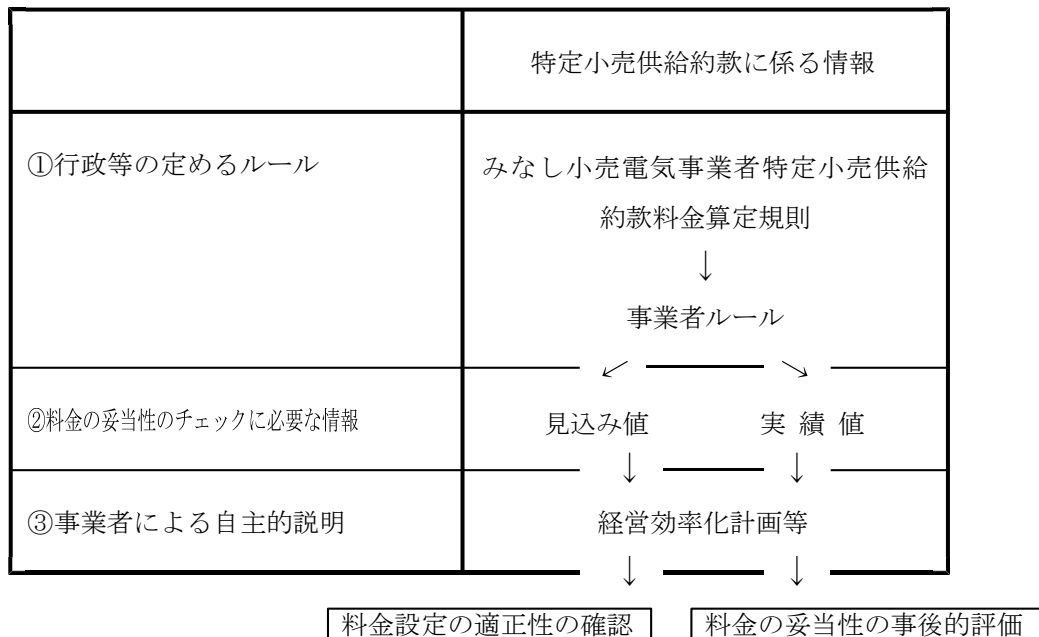 特定小売供給約款に係る情報
①行政等の定めるルール
みなし小売電気事業者特定小売供給
約款料金算定規則
↓
事業者ルール
↙ ↘
②料金の妥当性のチェックに必要な情報
見込み値 実 績 値
↓ ↓
③事業者による自主的説明
経営効率化計画等
↓ ↓
料金設定の適正性の確認 料金の妥当性の事後的評価